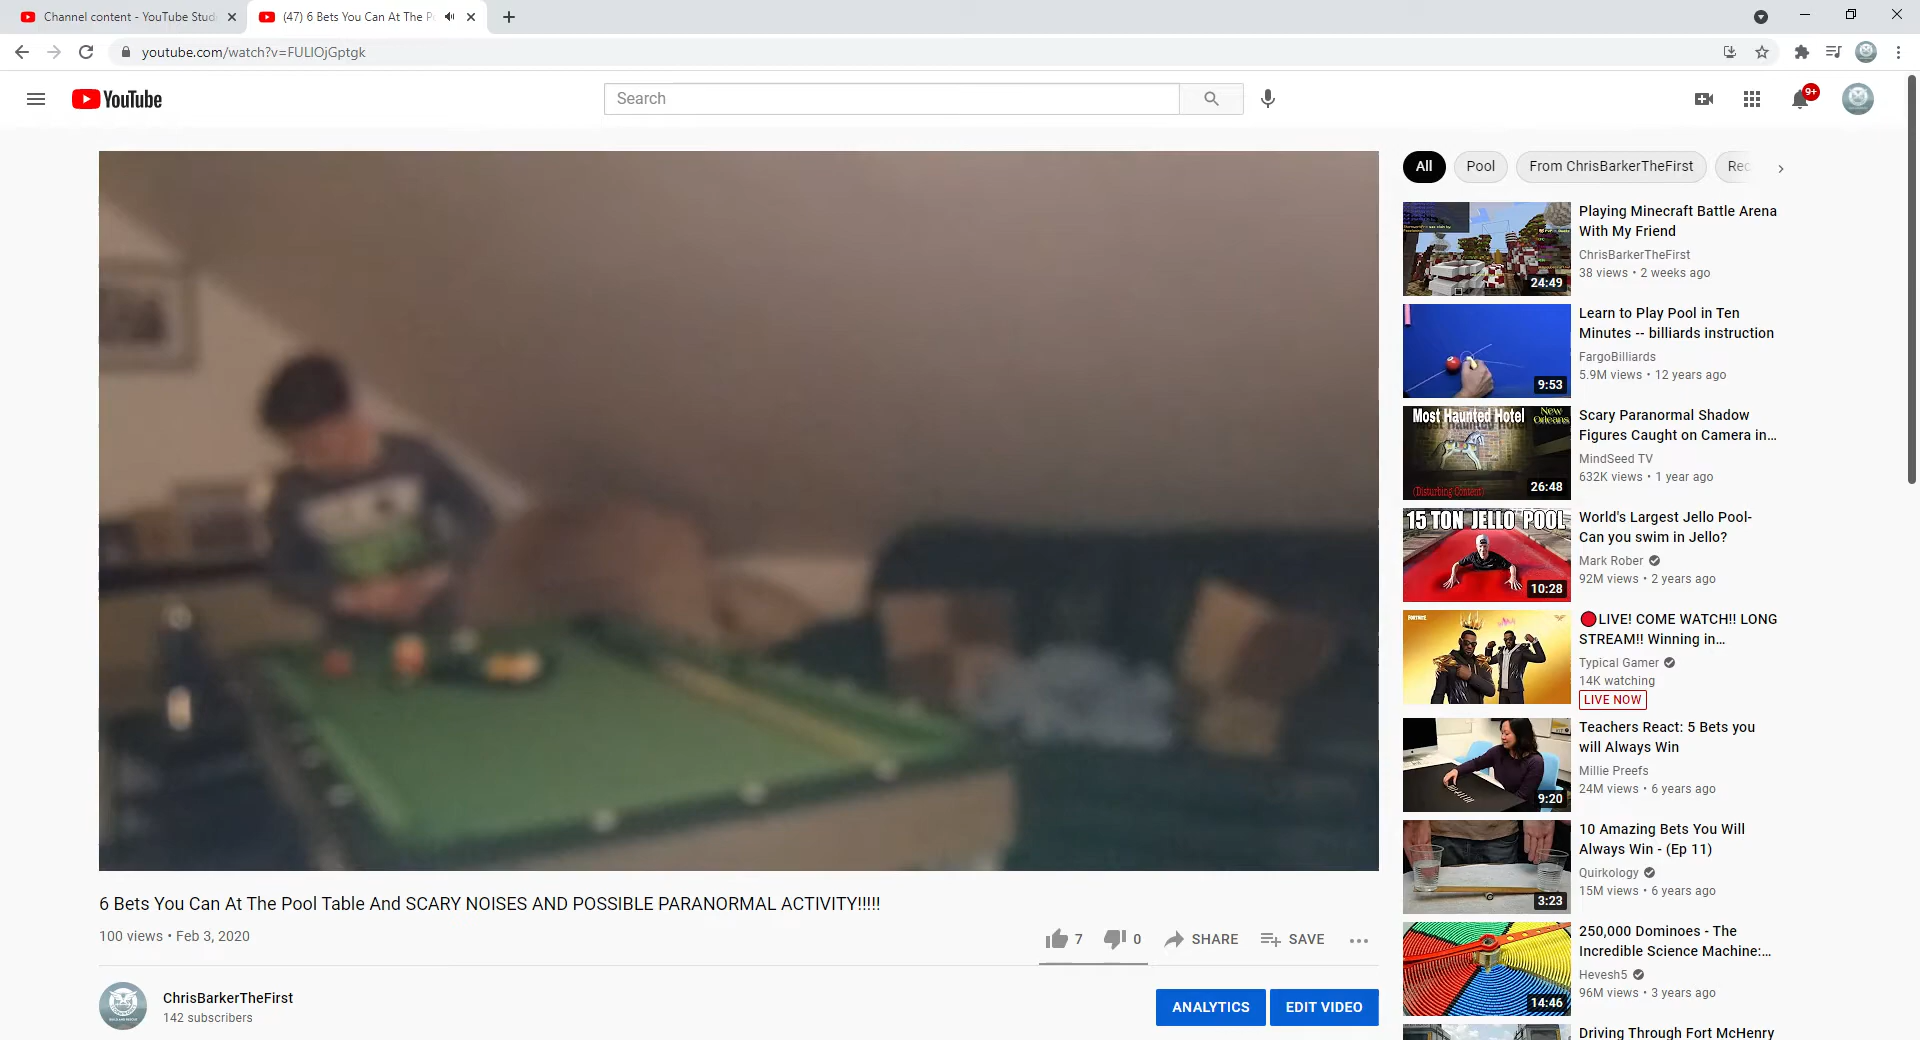 Channel content - YouTube Stud
(47) 6 Bets You Can At The P
youtube.com/watch?v=FULIOjGptgk
YouTube
Search
9+
All
Pool
From ChrisBarkerTheFirst
Rec
Playing Minecraft Battle Arena
With My Friend
ChrisBarkerTheFirst
38 views • 2 weeks ago
24:49
Learn to Play Pool in Ten
Minutes -- billiards instruction
FargoBilliards
5.9M views • 12 years ago
9:53
Most Haunted Hotel
New
Orleans
(Disturbing Content)
26:48
Scary Paranormal Shadow
Figures Caught on Camera in...
MindSeed TV
632K views • 1 year ago
15 TON JELLO POOL
10:28
World's Largest Jello Pool-
Can you swim in Jello?
Mark Rober
92M views • 2 years ago
FORTNITE
🔴LIVE! COME WATCH!! LONG
STREAM!! Winning in...
Typical Gamer
14K watching
LIVE NOW
Teachers React: 5 Bets you
will Always Win
Millie Preefs
24M views • 6 years ago
9:20
10 Amazing Bets You Will
Always Win - (Ep 11)
Quirkology
15M views • 6 years ago
3:23
250,000 Dominoes - The
Incredible Science Machine:...
Hevesh5
96M views • 3 years ago
14:46
Driving Through Fort McHenry
6 Bets You Can At The Pool Table And SCARY NOISES AND POSSIBLE PARANORMAL ACTIVITY!!!!!
100 views • Feb 3, 2020
7
0
SHARE
SAVE
ChrisBarkerTheFirst
142 subscribers
ANALYTICS
EDIT VIDEO